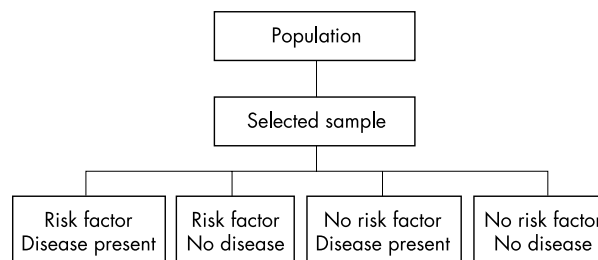 Population
Selected sample
Risk factor
Disease present
Risk factor
No disease
No risk factor
Disease present
No risk factor
No disease